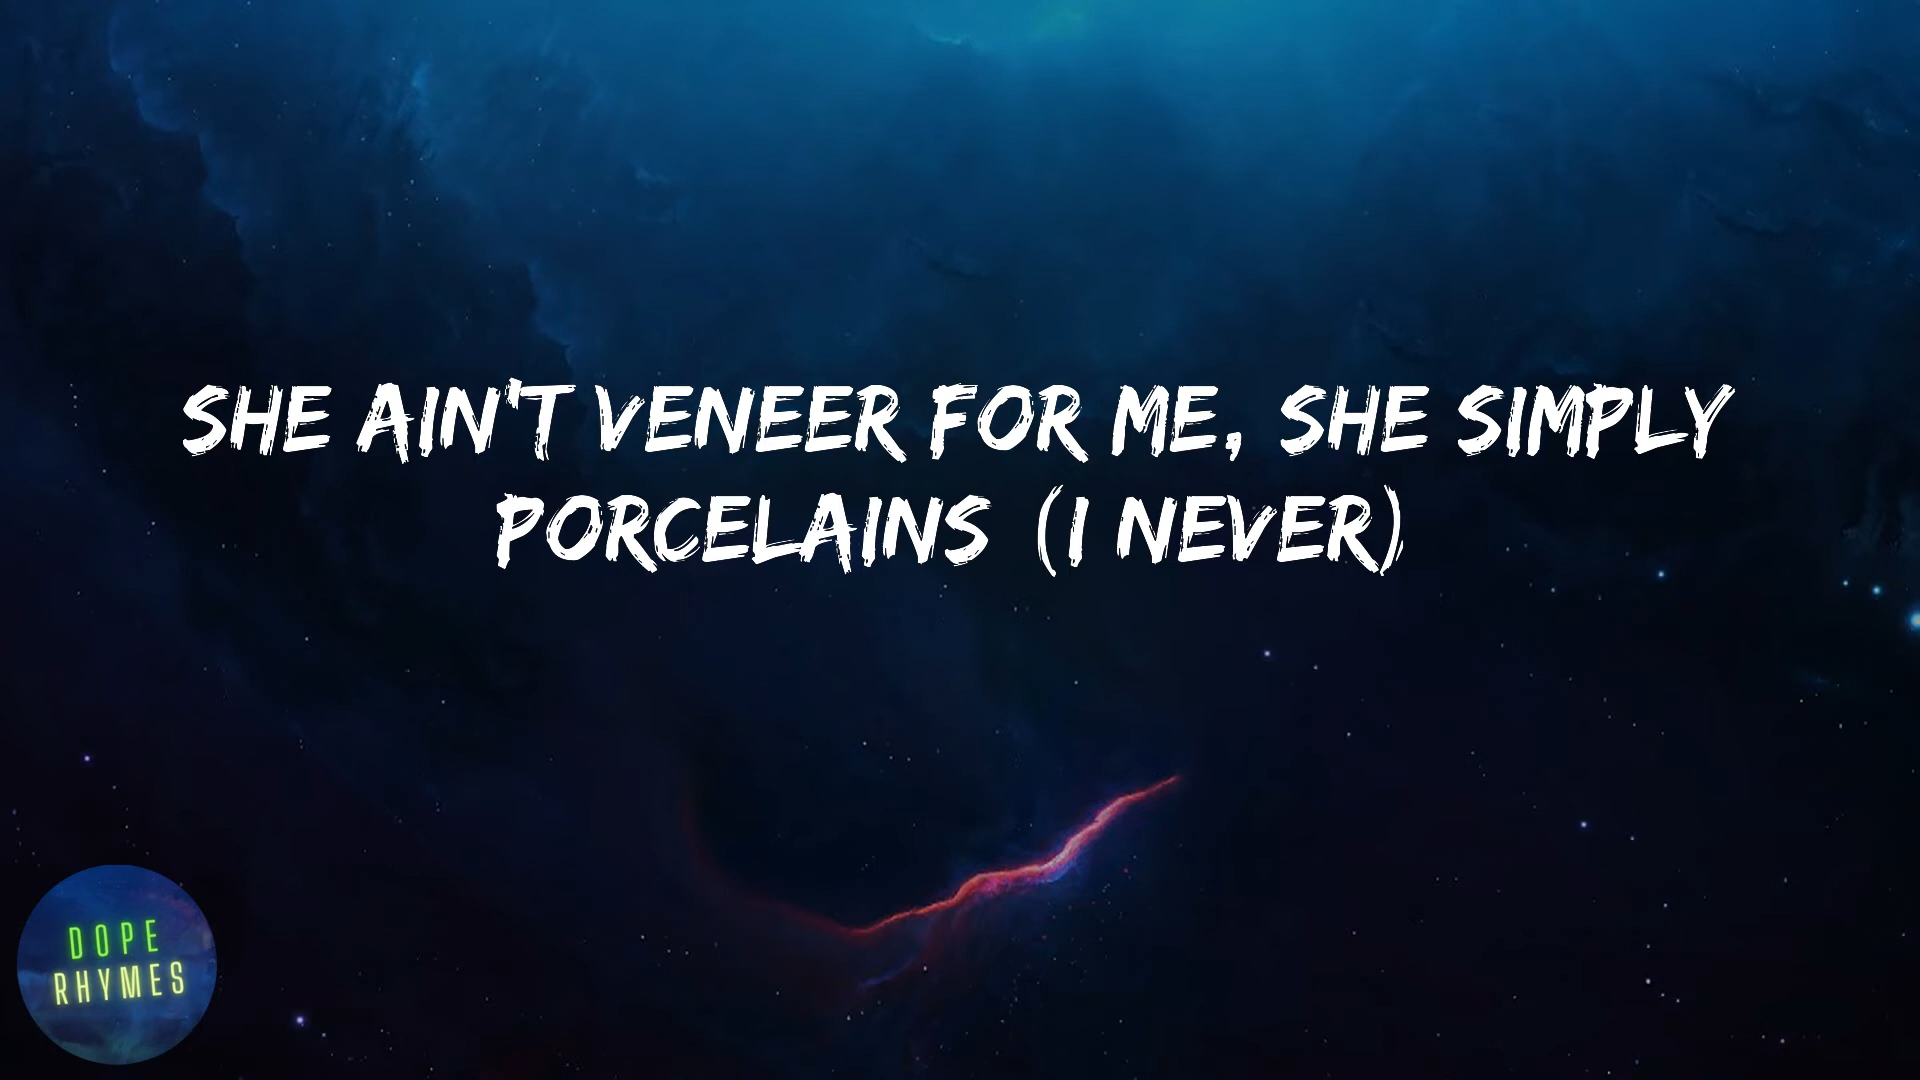 SHE AIN'T VENEER FOR ME, SHE SIMPLY
PORCELAINS (I NEVER)
DOPE
RHYMES